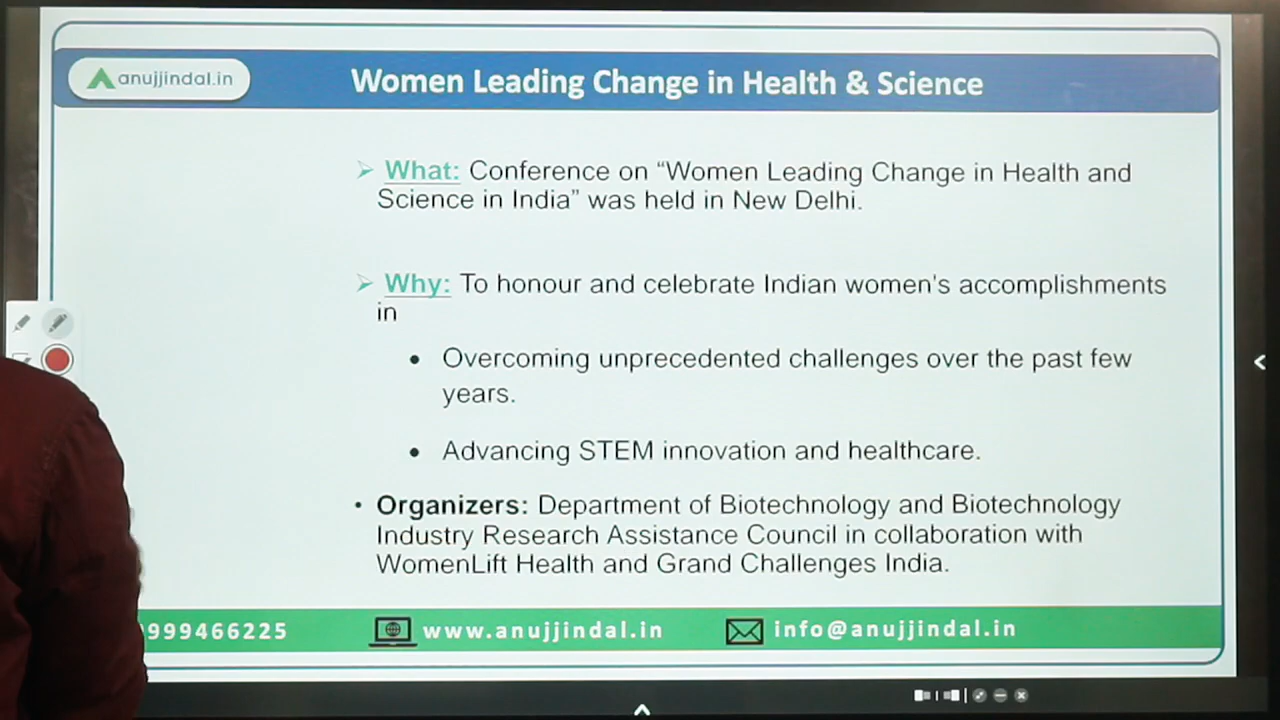 anujjindal.in
Women Leading Change in Health & Science
What: Conference on “Women Leading Change in Health and
Science in India” was held in New Delhi.
Why: To honour and celebrate Indian women's accomplishments
in
• Overcoming unprecedented challenges over the past few
years.
• Advancing STEM innovation and healthcare.
• Organizers: Department of Biotechnology and Biotechnology
Industry Research Assistance Council in collaboration with
WomenLift Health and Grand Challenges India.
999466225 www.anujjindal.in info@anujjindal.in